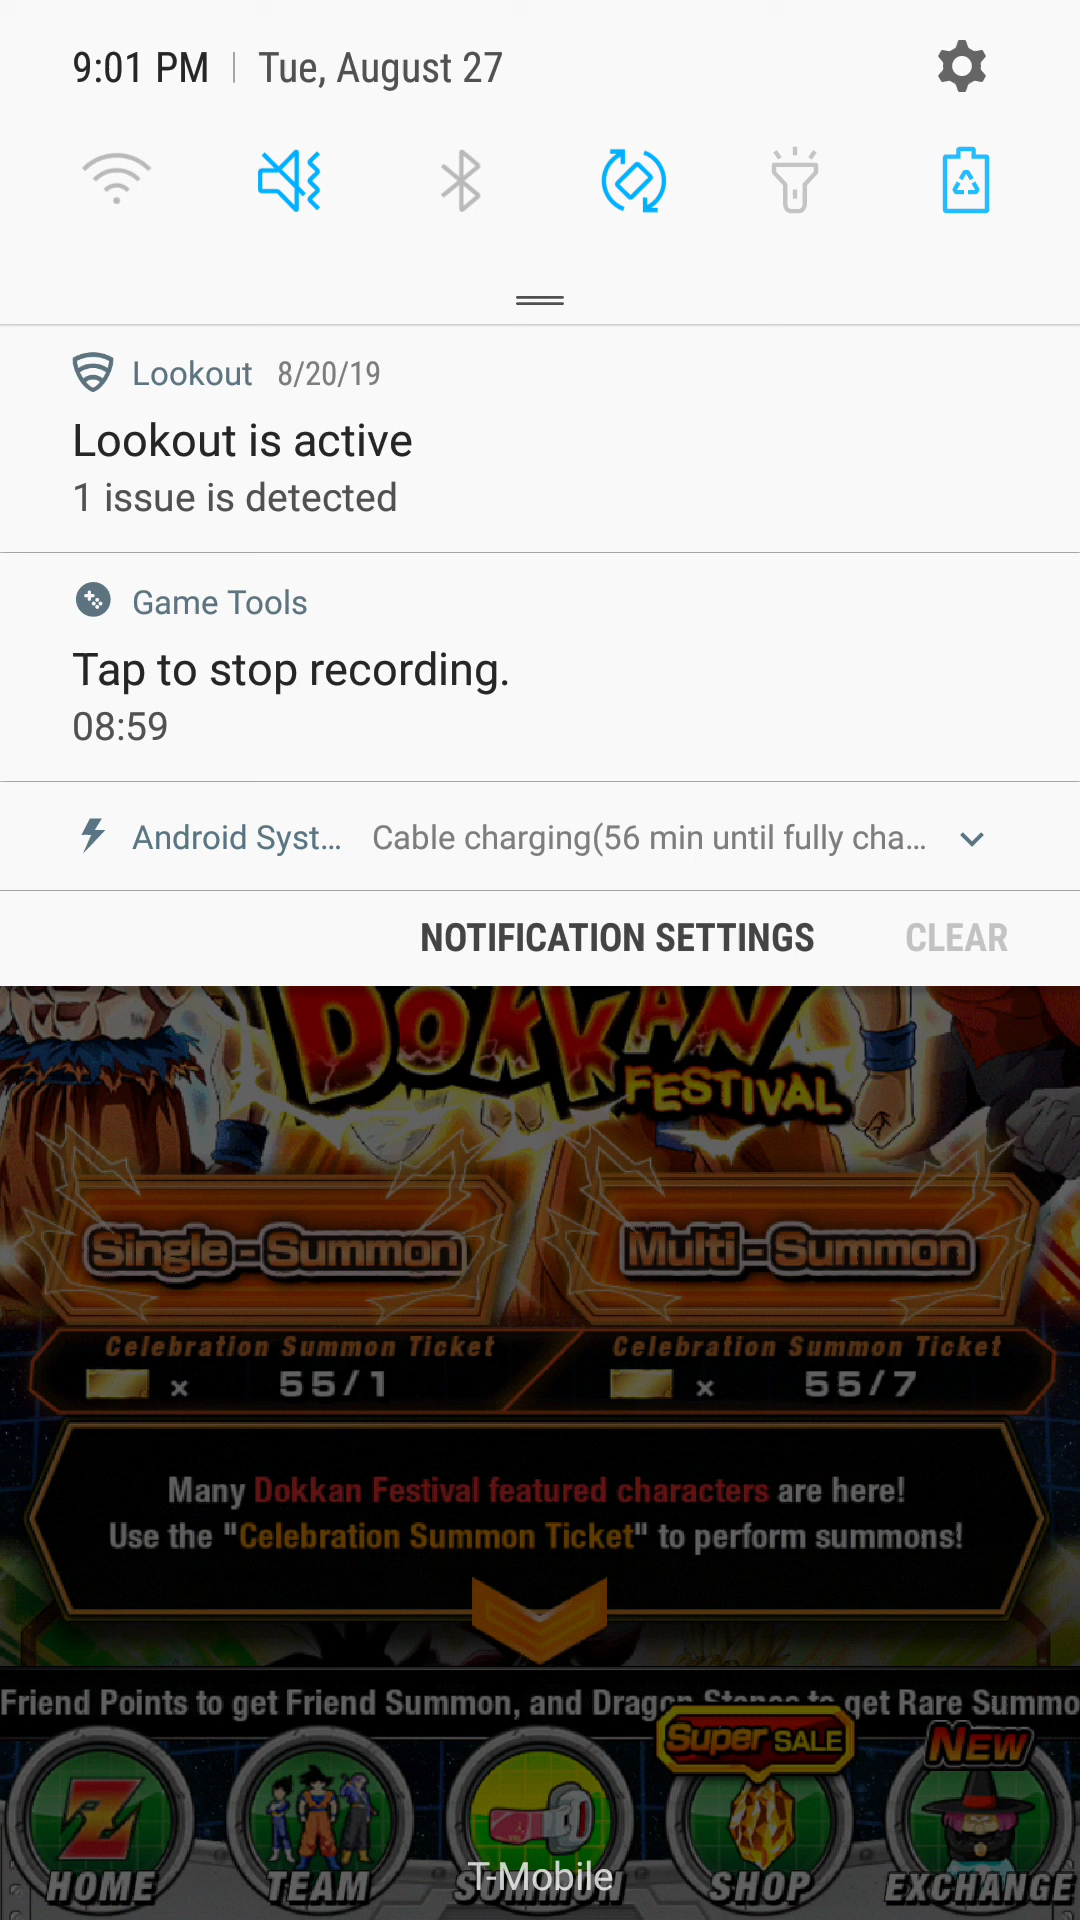 9:01 PM | Tue, August 27
Lookout 8/20/19
Lookout is active
1 issue is detected
Game Tools
Tap to stop recording.
08:59
Android Syst... Cable charging(56 min until fully cha...
NOTIFICATION SETTINGS CLEAR
DOKKAN
FESTIVAL
Single-Summon Multi-Summon
Celebration Summon Ticket Celebration Summon Ticket
x 55/1 x 55/7
Many Dokkan Festival featured characters are here!
Use the "Celebration Summon Ticket" to perform summons!
Friend Points to get Friend Summon, and Dragon Stones to get Rare Summo
Super SALE NEW
HOME TEAM SUMMON SHOP EXCHANGE
T-Mobile